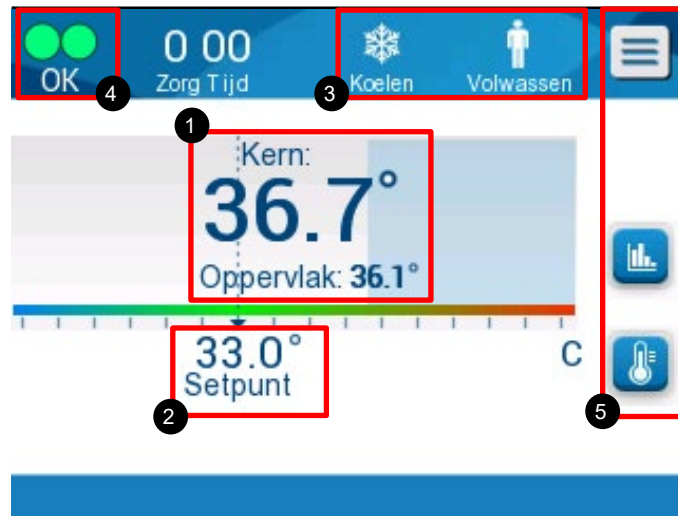 OK
4
0 00
Zorg Tijd
3
Koelen
Volwassen
1
Kern:
36.7°
Oppervlak: 36.1°
33.0°
Setpunt
2
C
5